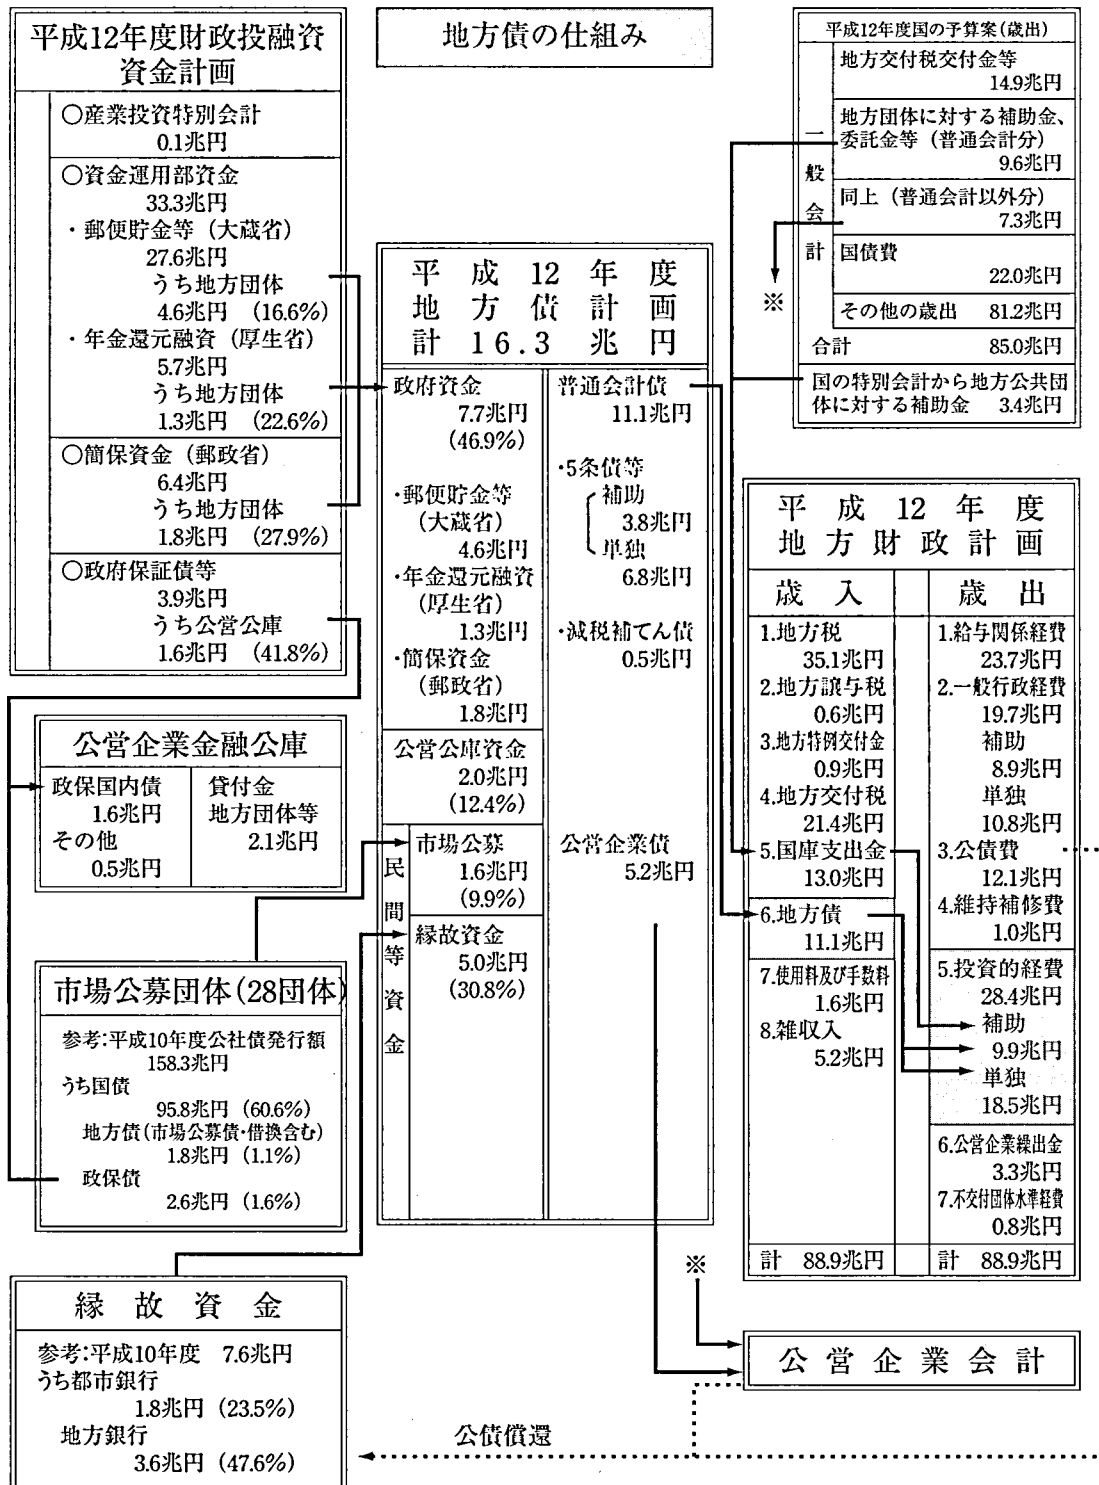 地方債の仕組み
平成12年度財政投融資
資金計画
○産業投資特別会計
0.1兆円
○資金運用部資金
33.3兆円
・郵便貯金等（大蔵省）
27.6兆円
うち地方団体
4.6兆円 (16.6%)
・年金還元融資（厚生省）
5.7兆円
うち地方団体
1.3兆円 (22.6%)
○簡保資金（郵政省）
6.4兆円
うち地方団体
1.8兆円 (27.9%)
○政府保証債等
3.9兆円
うち公営公庫
1.6兆円 (41.8%)
公営企業金融公庫
政保国内債
1.6兆円
その他
0.5兆円
貸付金
地方団体等
2.1兆円
市場公募団体(28団体)
参考:平成10年度公社債発行額
158.3兆円
うち国債
95.8兆円 (60.6%)
地方債(市場公募債・借換含む)
1.8兆円 (1.1%)
政保債
2.6兆円 (1.6%)
縁故資金
参考:平成10年度 7.6兆円
うち都市銀行
1.8兆円 (23.5%)
地方銀行
3.6兆円 (47.6%)
平成12年度
地方債計画
計16.3兆円
政府資金
7.7兆円
(46.9%)
・郵便貯金等
(大蔵省)
4.6兆円
・年金還元融資
(厚生省)
1.3兆円
・簡保資金
(郵政省)
1.8兆円
公営公庫資金
2.0兆円
(12.4%)
民間等資金
市場公募
1.6兆円
(9.9%)
縁故資金
5.0兆円
(30.8%)
普通会計債
11.1兆円
・5条債等
補助
3.8兆円
単独
6.8兆円
・減税補てん債
0.5兆円
公営企業債
5.2兆円
平成12年度国の予算案(歳出)
一般会計
地方交付税交付金等
14.9兆円
地方団体に対する補助金、
委託金等（普通会計分）
9.6兆円
同上（普通会計以外分）
7.3兆円
国債費
22.0兆円
その他の歳出 81.2兆円
合計 85.0兆円
国の特別会計から地方公共団
体に対する補助金 3.4兆円
※
平成12年度
地方財政計画
歳入
1.地方税
35.1兆円
2.地方譲与税
0.6兆円
3.地方特例交付金
0.9兆円
4.地方交付税
21.4兆円
5.国庫支出金
13.0兆円
6.地方債
11.1兆円
7.使用料及び手数料
1.6兆円
8.雑収入
5.2兆円
計 88.9兆円
歳出
1.給与関係経費
23.7兆円
2.一般行政経費
19.7兆円
補助
8.9兆円
単独
10.8兆円
3.公債費
12.1兆円
4.維持補修費
1.0兆円
5.投資的経費
28.4兆円
補助
9.9兆円
単独
18.5兆円
6.公営企業繰出金
3.3兆円
7.不交付団体水準経費
0.8兆円
計 88.9兆円
※
公営企業会計
公債償還